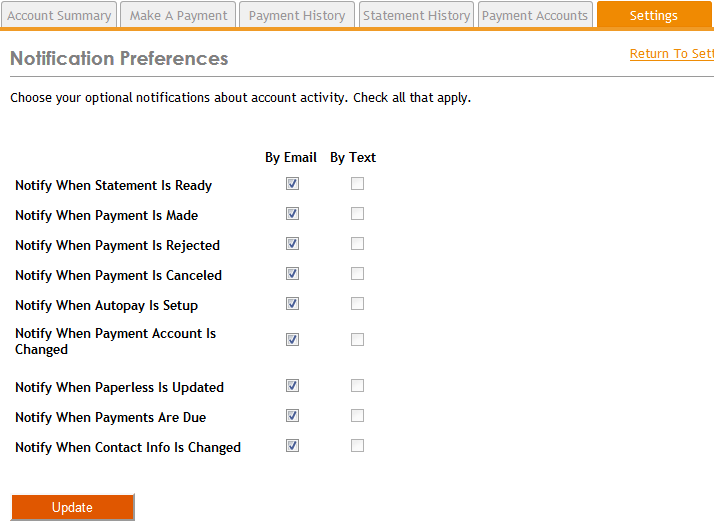 Account Summary Make A Payment Payment History Statement History Payment Accounts Settings
Notification Preferences
Return To Sett
Choose your optional notifications about account activity. Check all that apply.
By Email By Text
Notify When Statement Is Ready
Notify When Payment Is Made
Notify When Payment Is Rejected
Notify When Payment Is Canceled
Notify When Autopay Is Setup
Notify When Payment Account Is
Changed
Notify When Paperless Is Updated
Notify When Payments Are Due
Notify When Contact Info Is Changed
Update